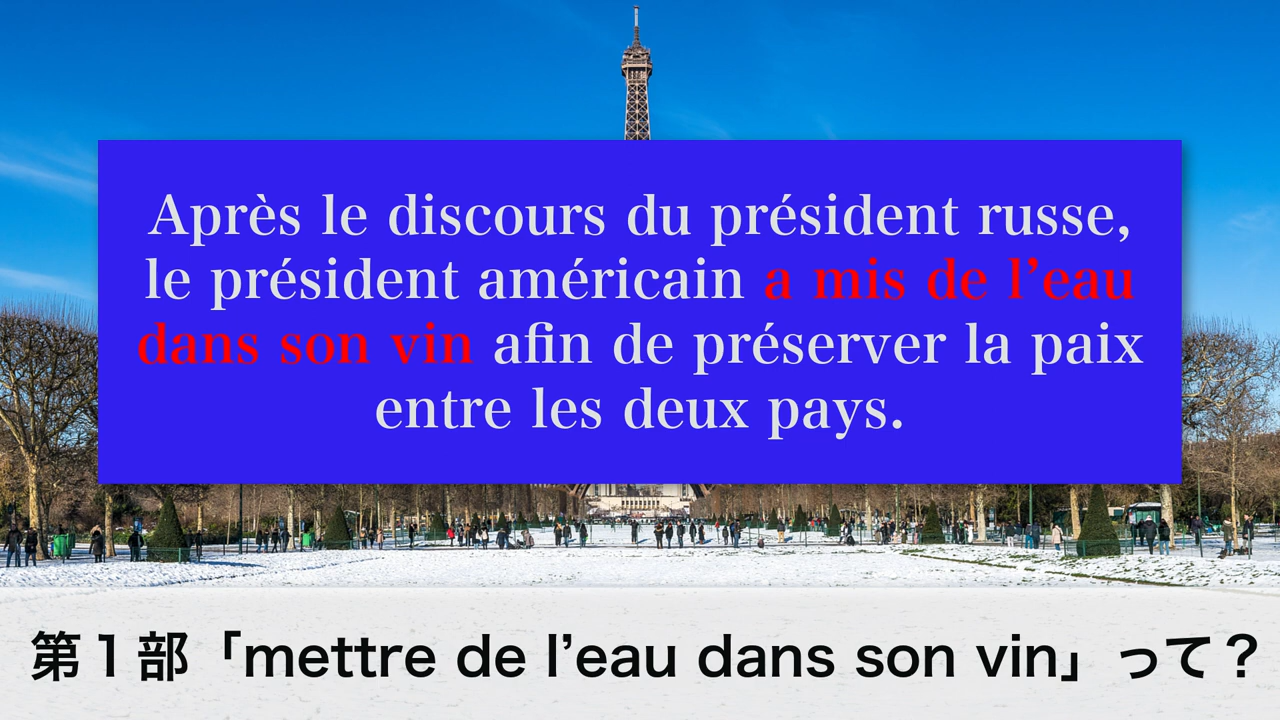 Après le discours du président russe,
le président américain a mis de l’eau
dans son vin afin de préserver la paix
entre les deux pays.
第１部「mettre de l’eau dans son vin」って？